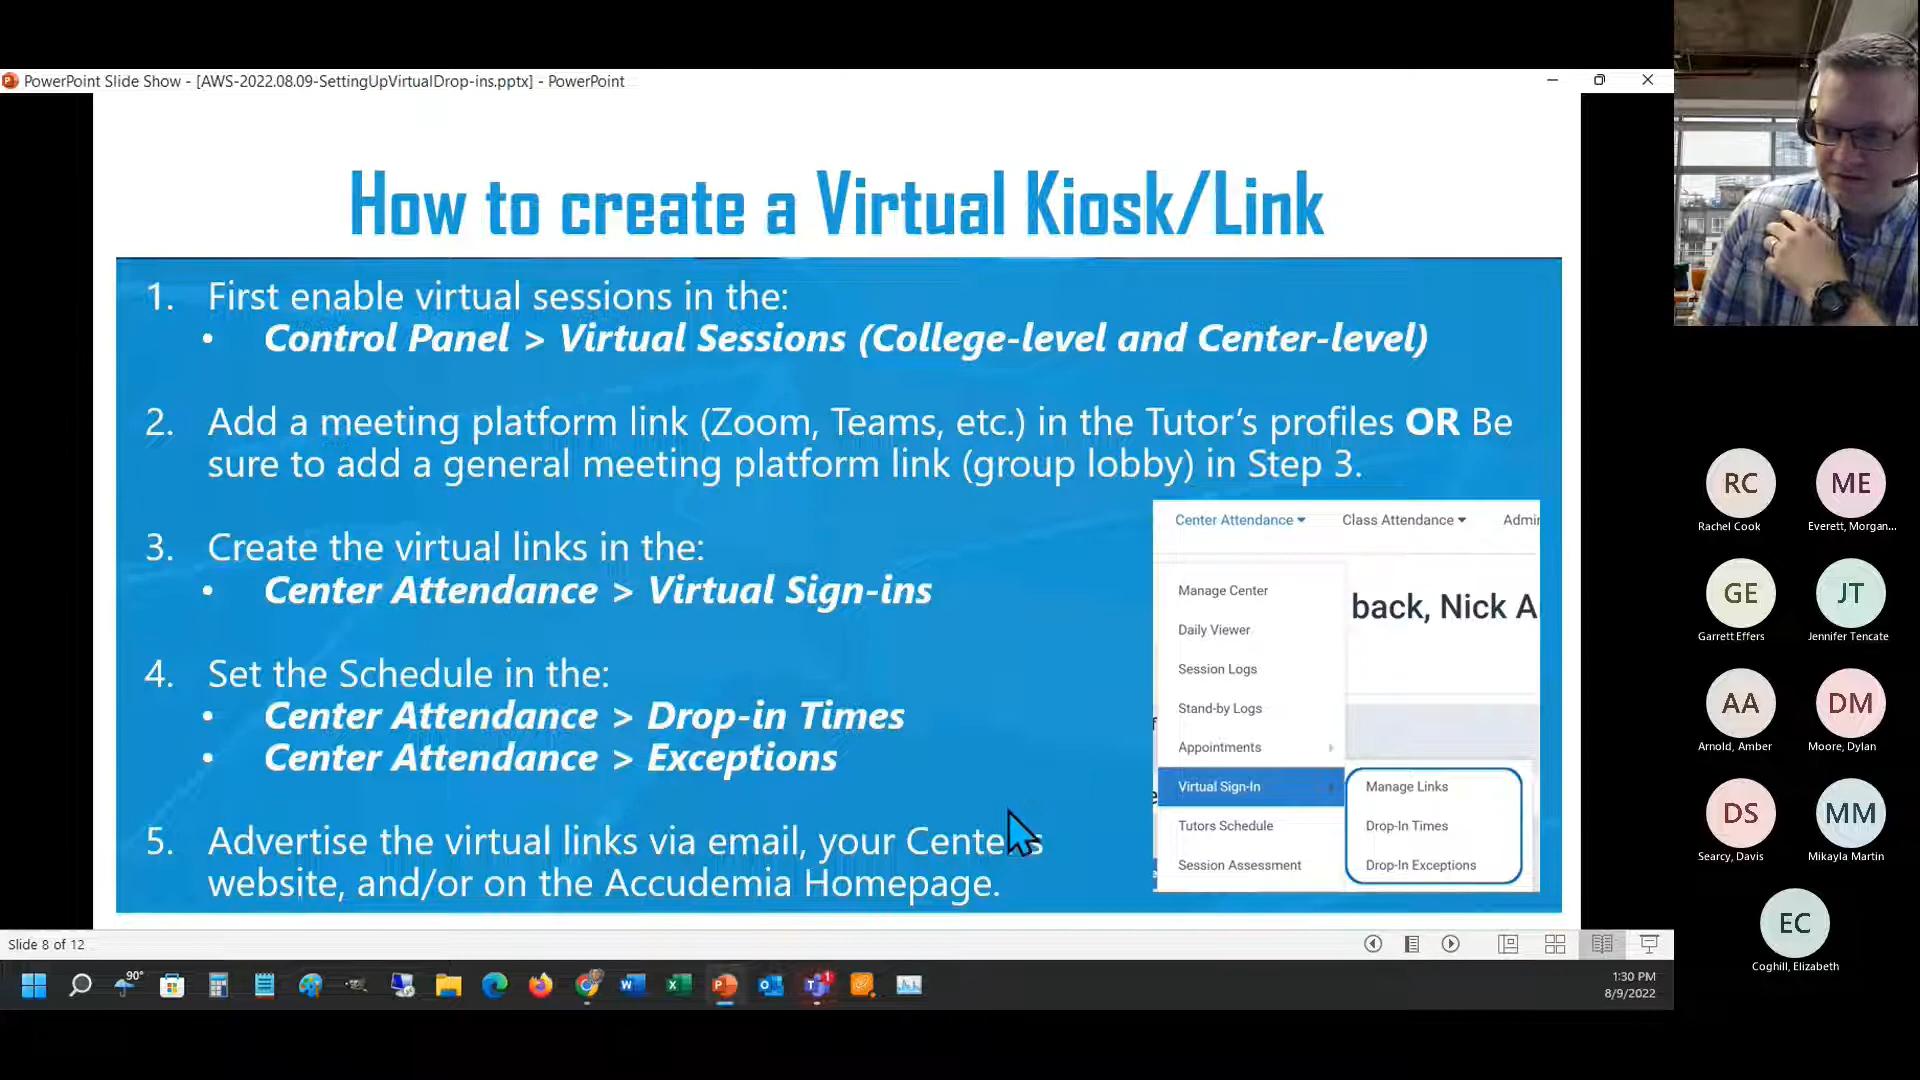 PowerPoint Slide Show - [AWS-2022.08.09-SettingUpVirtualDrop-ins.pptx] - PowerPoint
How to create a Virtual Kiosk/Link
1. First enable virtual sessions in the:
• Control Panel > Virtual Sessions (College-level and Center-level)
2. Add a meeting platform link (Zoom, Teams, etc.) in the Tutor's profiles OR Be
sure to add a general meeting platform link (group lobby) in Step 3.
3. Create the virtual links in the:
• Center Attendance > Virtual Sign-ins
4. Set the Schedule in the:
• Center Attendance > Drop-in Times
• Center Attendance > Exceptions
5. Advertise the virtual links via email, your Center's
website, and/or on the Accudemia Homepage.
Center Attendance Class Attendance Admin
Manage Center
back, Nick A
Daily Viewer
Session Logs
Stand-by Logs
Appointments
Virtual Sign-In Manage Links
Tutors Schedule Drop-In Times
Session Assessment Drop-In Exceptions
RC ME
Rachel Cook Everett, Morgan...
GE JT
Garrett Effers Jennifer Tencate
AA DM
Arnold, Amber Moore, Dylan
DS MM
Searcy, Davis Mikayla Martin
EC
Coghill, Elizabeth
Slide 8 of 12
90°
1:30 PM
8/9/2022